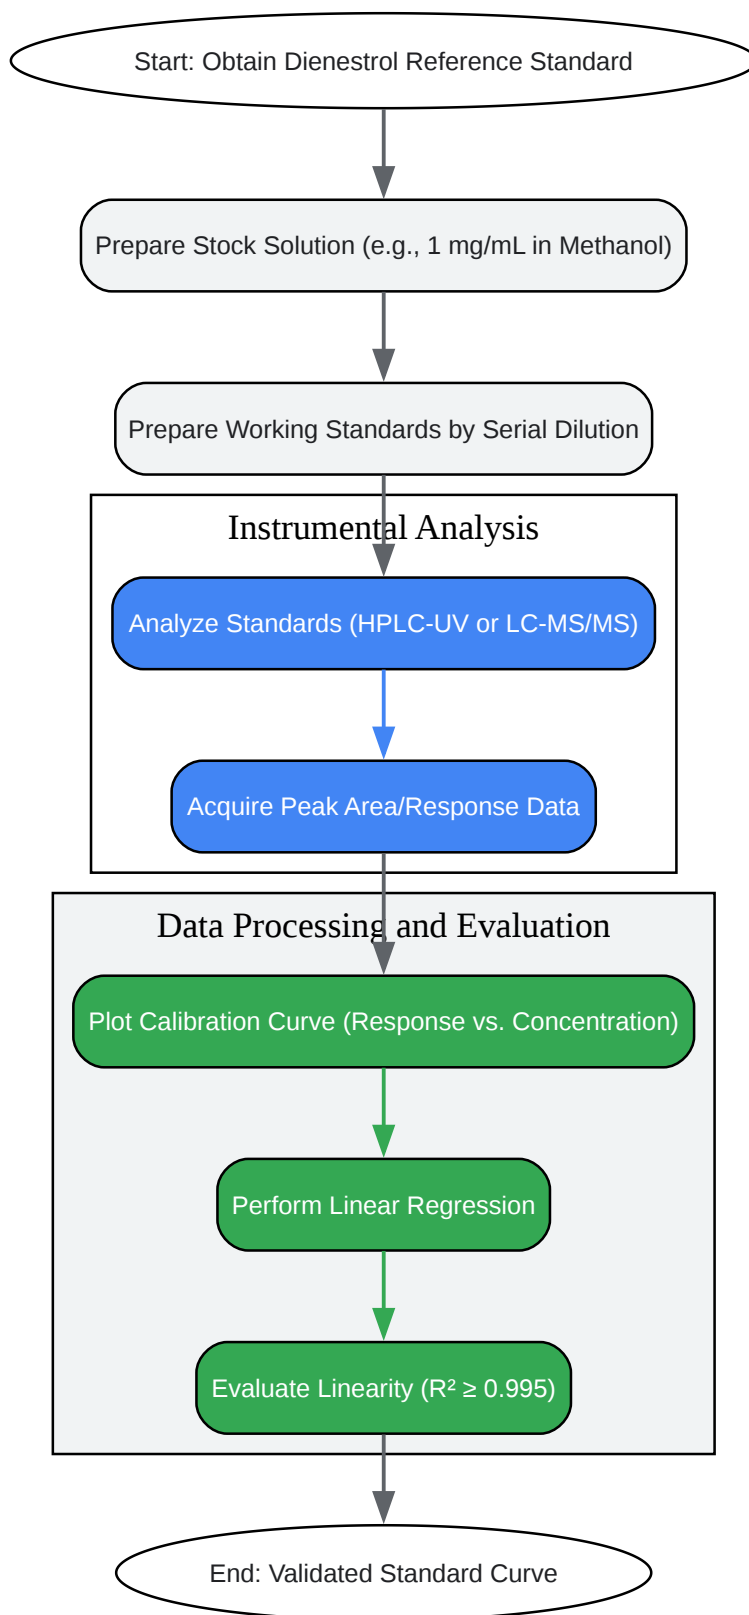 Start: Obtain Dienestrol Reference Standard
Prepare Stock Solution (e.g., 1 mg/mL in Methanol)
Prepare Working Standards by Serial Dilution
Instrumental Analysis
Analyze Standards (HPLC-UV or LC-MS/MS)
Acquire Peak Area/Response Data
Data Processing and Evaluation
Plot Calibration Curve (Response vs. Concentration)
Perform Linear Regression
Evaluate Linearity (R² ≥ 0.995)
End: Validated Standard Curve